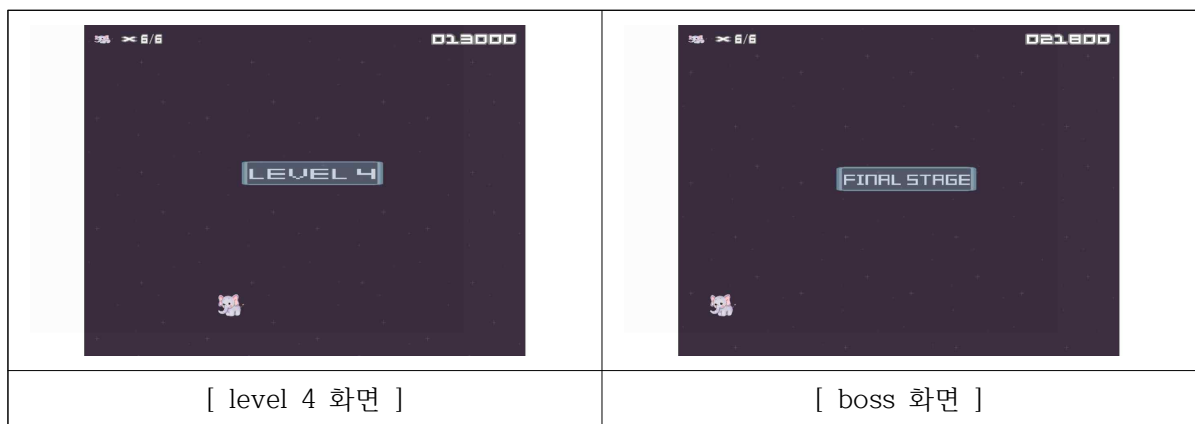 × 6/6 013000
LEVEL 4
× 6/6 021800
FINAL STAGE
[ level 4 화면 ]
[ boss 화면 ]